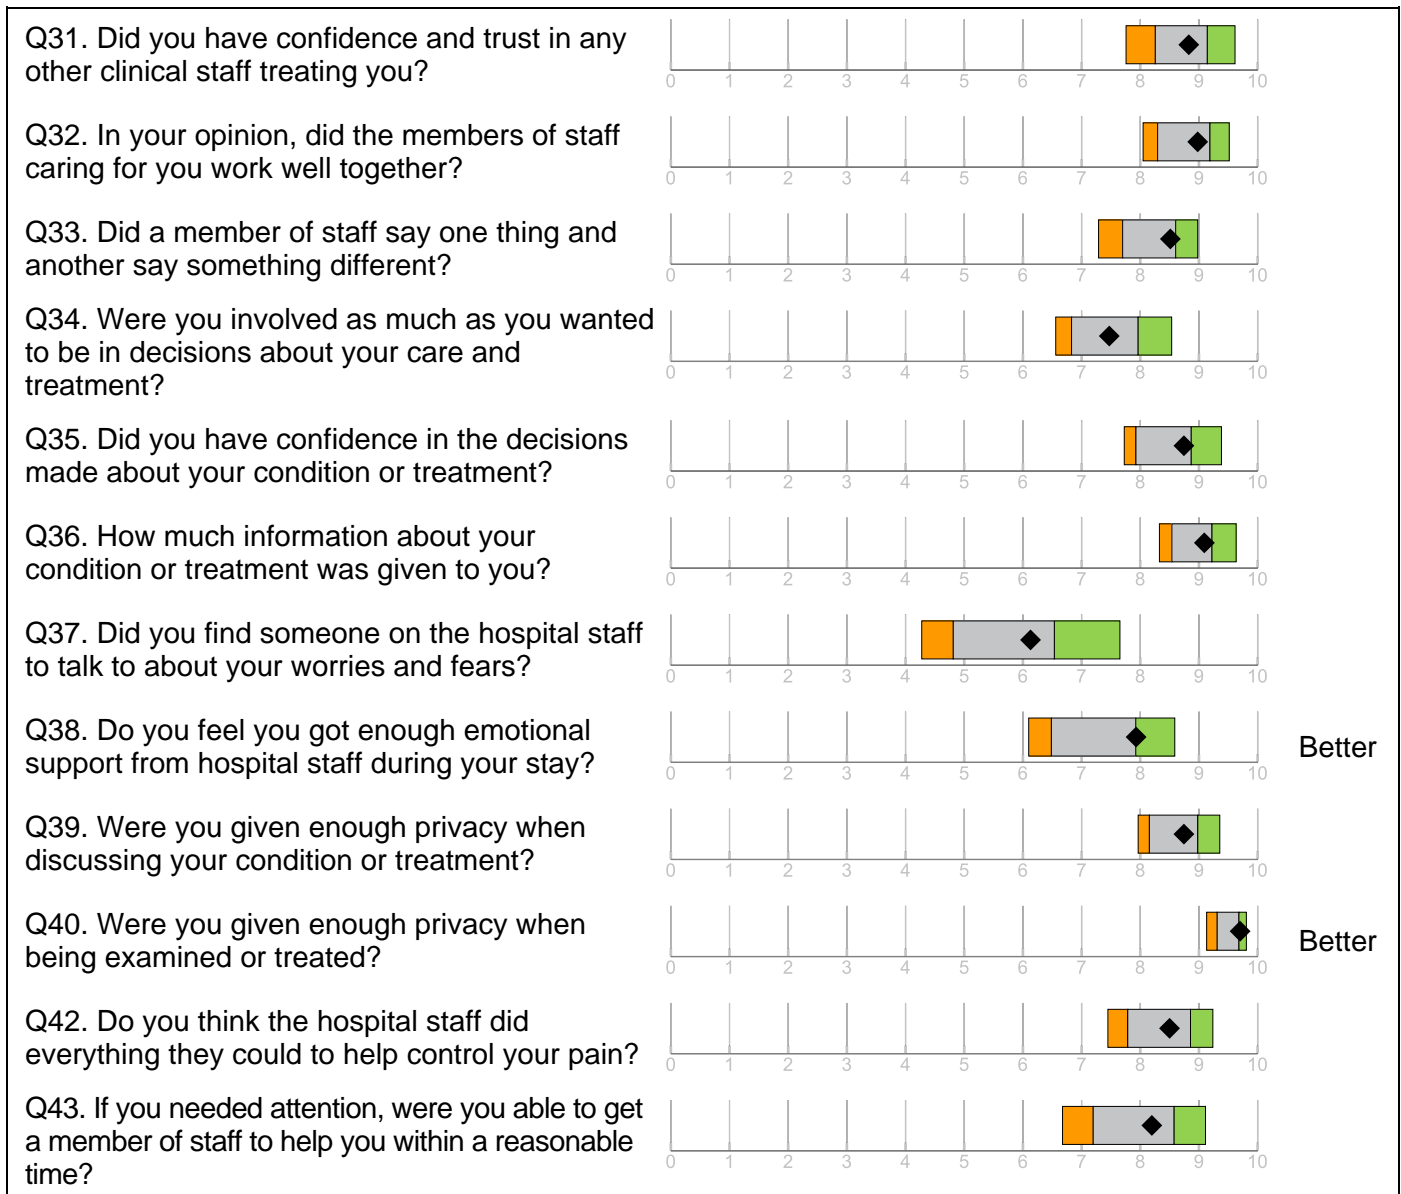 Q31. Did you have confidence and trust in any
other clinical staff treating you?
0 1 2 3 4 5 6 7 8 9 10
Q32. In your opinion, did the members of staff
caring for you work well together?
0 1 2 3 4 5 6 7 8 9 10
Q33. Did a member of staff say one thing and
another say something different?
0 1 2 3 4 5 6 7 8 9 10
Q34. Were you involved as much as you wanted
to be in decisions about your care and
treatment?
0 1 2 3 4 5 6 7 8 9 10
Q35. Did you have confidence in the decisions
made about your condition or treatment?
0 1 2 3 4 5 6 7 8 9 10
Q36. How much information about your
condition or treatment was given to you?
0 1 2 3 4 5 6 7 8 9 10
Q37. Did you find someone on the hospital staff
to talk to about your worries and fears?
0 1 2 3 4 5 6 7 8 9 10
Q38. Do you feel you got enough emotional
support from hospital staff during your stay?
0 1 2 3 4 5 6 7 8 9 10
Better
Q39. Were you given enough privacy when
discussing your condition or treatment?
0 1 2 3 4 5 6 7 8 9 10
Q40. Were you given enough privacy when
being examined or treated?
0 1 2 3 4 5 6 7 8 9 10
Better
Q42. Do you think the hospital staff did
everything they could to help control your pain?
0 1 2 3 4 5 6 7 8 9 10
Q43. If you needed attention, were you able to get
a member of staff to help you within a reasonable
time?
0 1 2 3 4 5 6 7 8 9 10